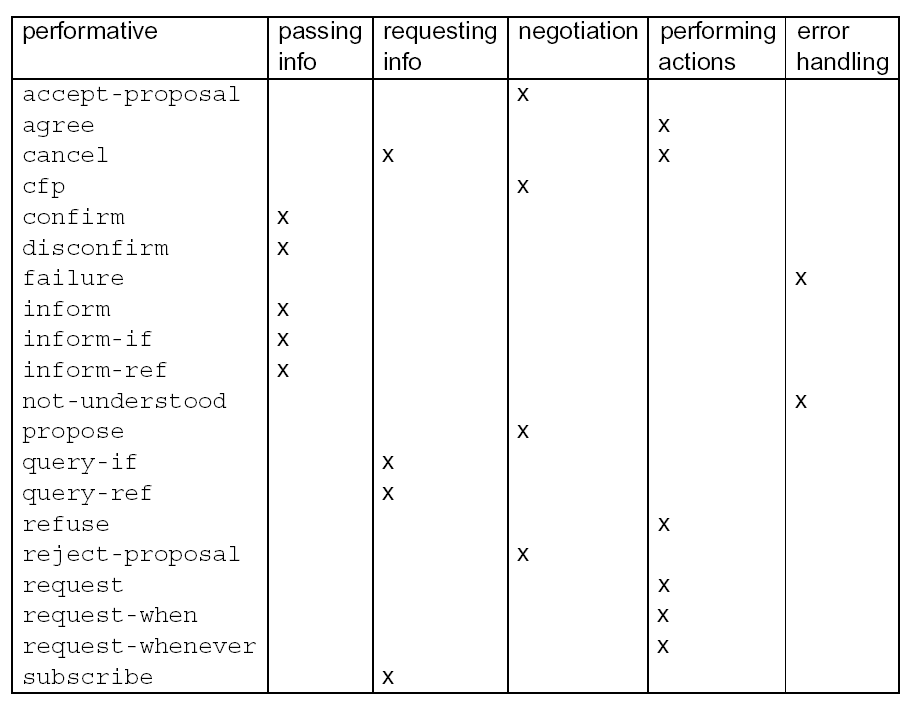 performative passing info requesting info negotiation performing actions error handling
accept-proposal x
agree x
cancel x x
cfp x
confirm x
disconfirm x
failure x
inform x
inform-if x
inform-ref x
not-understood x
propose x
query-if x
query-ref x
refuse x
reject-proposal x
request x
request-when x
request-whenever x
subscribe x